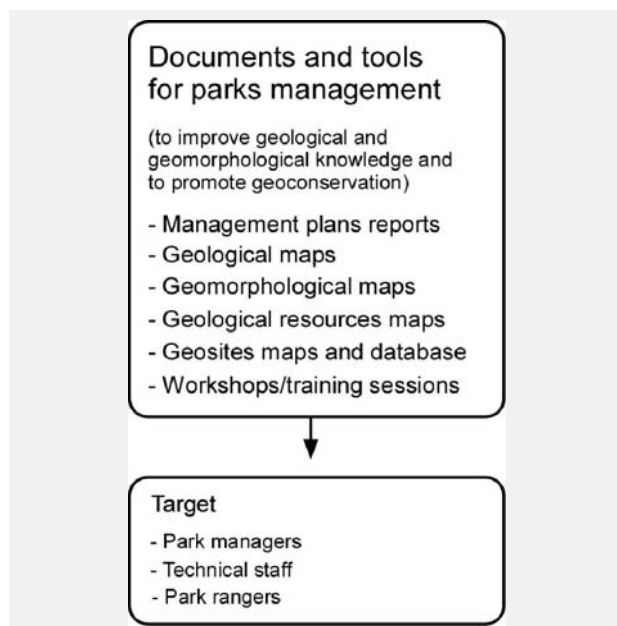 Documents and tools
for parks management
(to improve geological and
geomorphological knowledge and
to promote geoconservation)
- Management plans reports
- Geological maps
- Geomorphological maps
- Geological resources maps
- Geosites maps and database
- Workshops/training sessions
Target
- Park managers
- Technical staff
- Park rangers